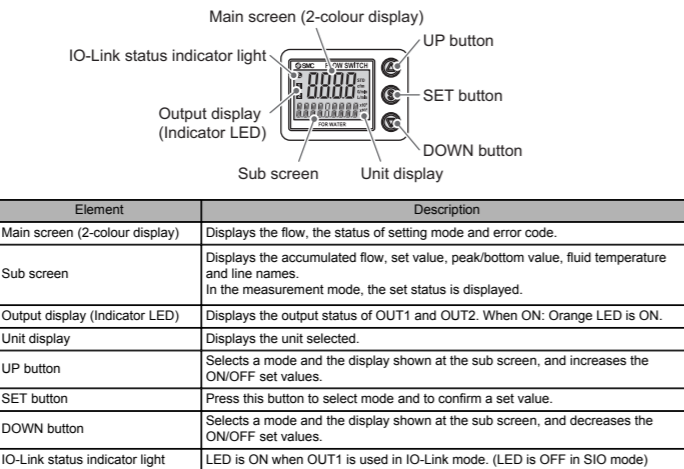 Main screen (2-colour display)
UP button
IO-Link status indicator light
SMC FLOW SWITCH
SET button
Output display
(Indicator LED)
FOR WATER
DOWN button
Sub screen Unit display
Element Description
Main screen (2-colour display) Displays the flow, the status of setting mode and error code.
Sub screen Displays the accumulated flow, set value, peak/bottom value, fluid temperature
and line names.
In the measurement mode, the set status is displayed.
Output display (Indicator LED) Displays the output status of OUT1 and OUT2. When ON: Orange LED is ON.
Unit display Displays the unit selected.
UP button Selects a mode and the display shown at the sub screen, and increases the
ON/OFF set values.
SET button Press this button to select mode and to confirm a set value.
DOWN button Selects a mode and the display shown at the sub screen, and decreases the
ON/OFF set values.
IO-Link status indicator light LED is ON when OUT1 is used in IO-Link mode. (LED is OFF in SIO mode)